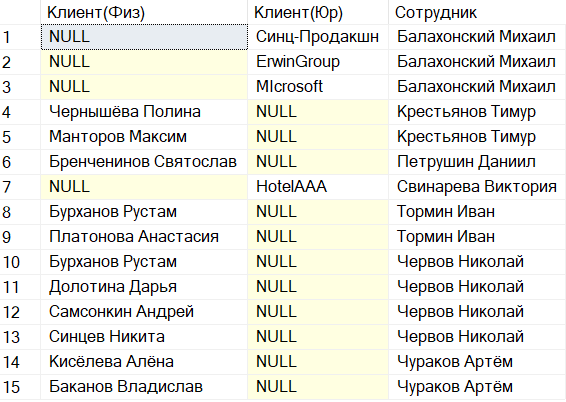 Клиент(Физ) Клиент(Юр) Сотрудник
1 NULL Синц-Продакшн Балахонский Михаил
2 NULL ErwinGroup Балахонский Михаил
3 NULL MIcrosoft Балахонский Михаил
4 Чернышёва Полина NULL Крестьянов Тимур
5 Манторов Максим NULL Крестьянов Тимур
6 Бренченинов Святослав NULL Петрушин Даниил
7 NULL HotelAAA Свинарева Виктория
8 Бурханов Рустам NULL Тормин Иван
9 Платонова Анастасия NULL Тормин Иван
10 Бурханов Рустам NULL Червов Николай
11 Долотина Дарья NULL Червов Николай
12 Самсонкин Андрей NULL Червов Николай
13 Синцев Никита NULL Червов Николай
14 Кисёлева Алёна NULL Чураков Артём
15 Баканов Владислав NULL Чураков Артём